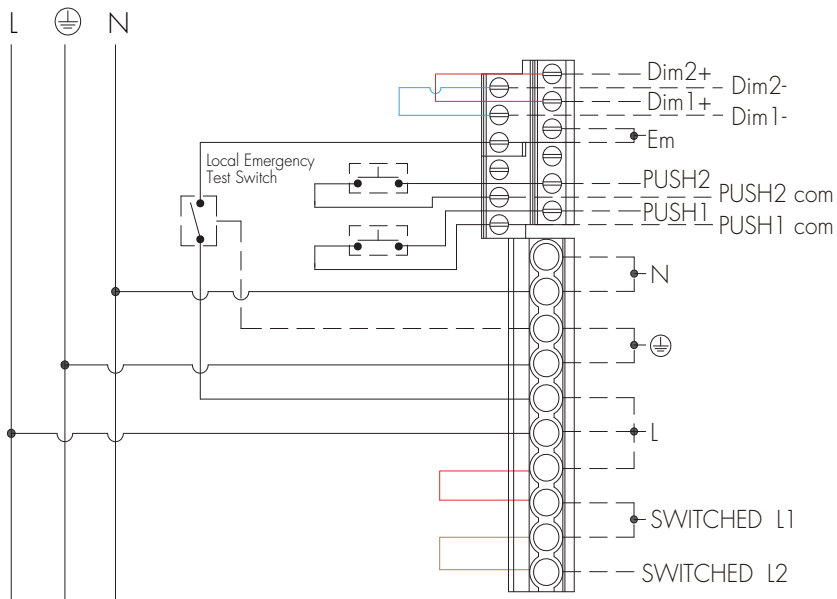 L N
Dim2+
Dim2-
Dim1+
Dim1-
Em
Local Emergency
Test Switch
PUSH2
PUSH2 com
PUSH1
PUSH1 com
N
L
SWITCHED L1
SWITCHED L2